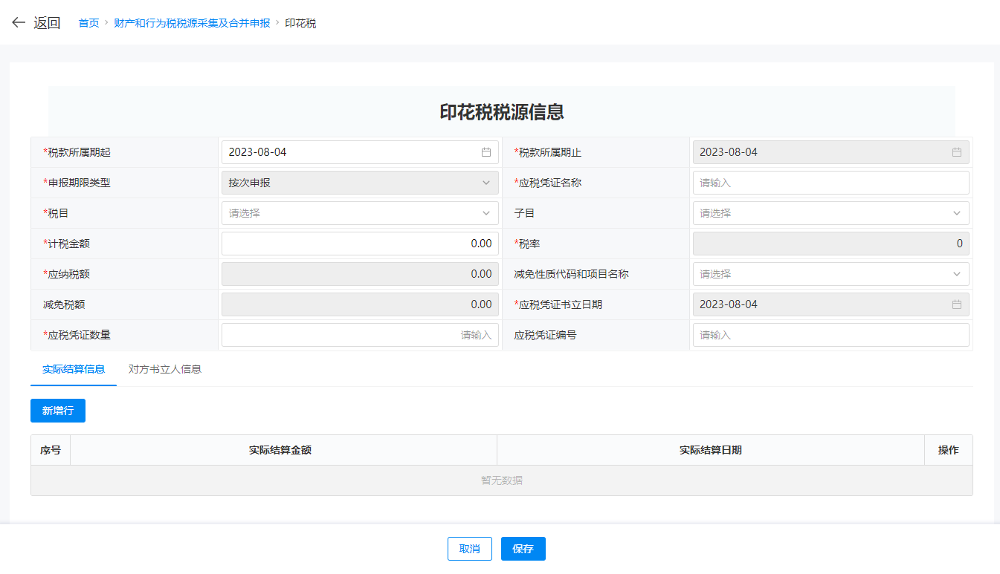 返回 首页 > 财产和行为税税源采集及合并申报 > 印花税
印花税税源信息
*税款所属期起 2023-08-04 *税款所属期止 2023-08-04
*申报期限类型 按次申报 *应税凭证名称 请输入
*税目 请选择 子目 请选择
*计税金额 0.00 *税率 0
*应纳税额 0.00 减免性质代码和项目名称 请选择
减免税额 0.00 *应税凭证书立日期 2023-08-04
*应税凭证数量 请输入 应税凭证编号 请输入
实际结算信息 对方书立人信息
新增行
序号 实际结算金额 实际结算日期 操作
暂无数据
取消 保存